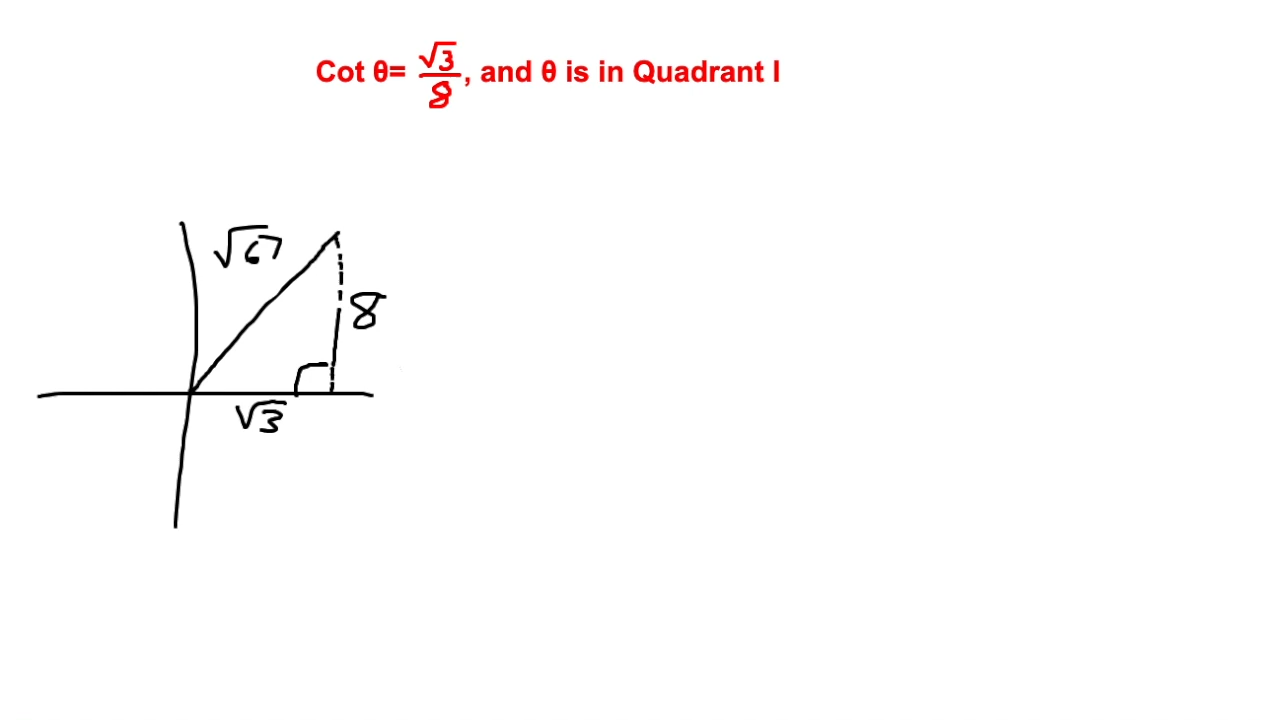 Cot θ= √3/8, and θ is in Quadrant I
√67
8
√3